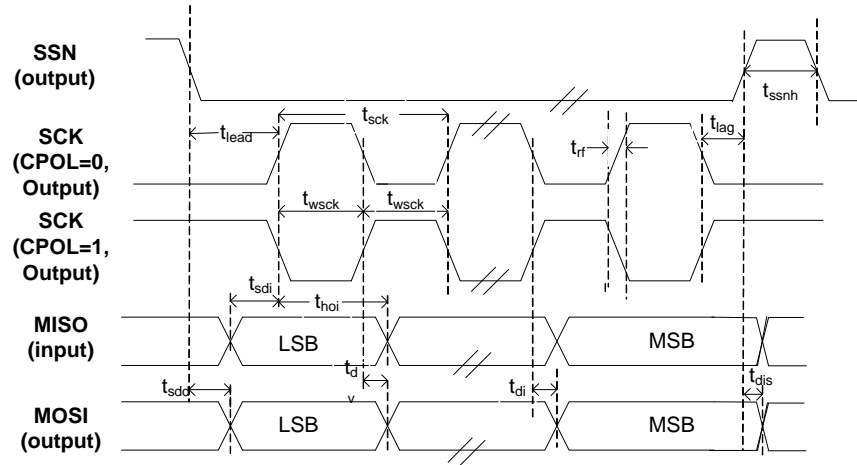 SSN
(output)
t_ssnh
t_sck
t_lead
t_lag
SCK
(CPOL=0,
Output)
t_rf
t_wsck
t_wsck
SCK
(CPOL=1,
Output)
t_sdi
t_hoi
MISO
(input)
LSB
MSB
t_sdd
t_d
v
t_di
t_dis
MOSI
(output)
LSB
MSB